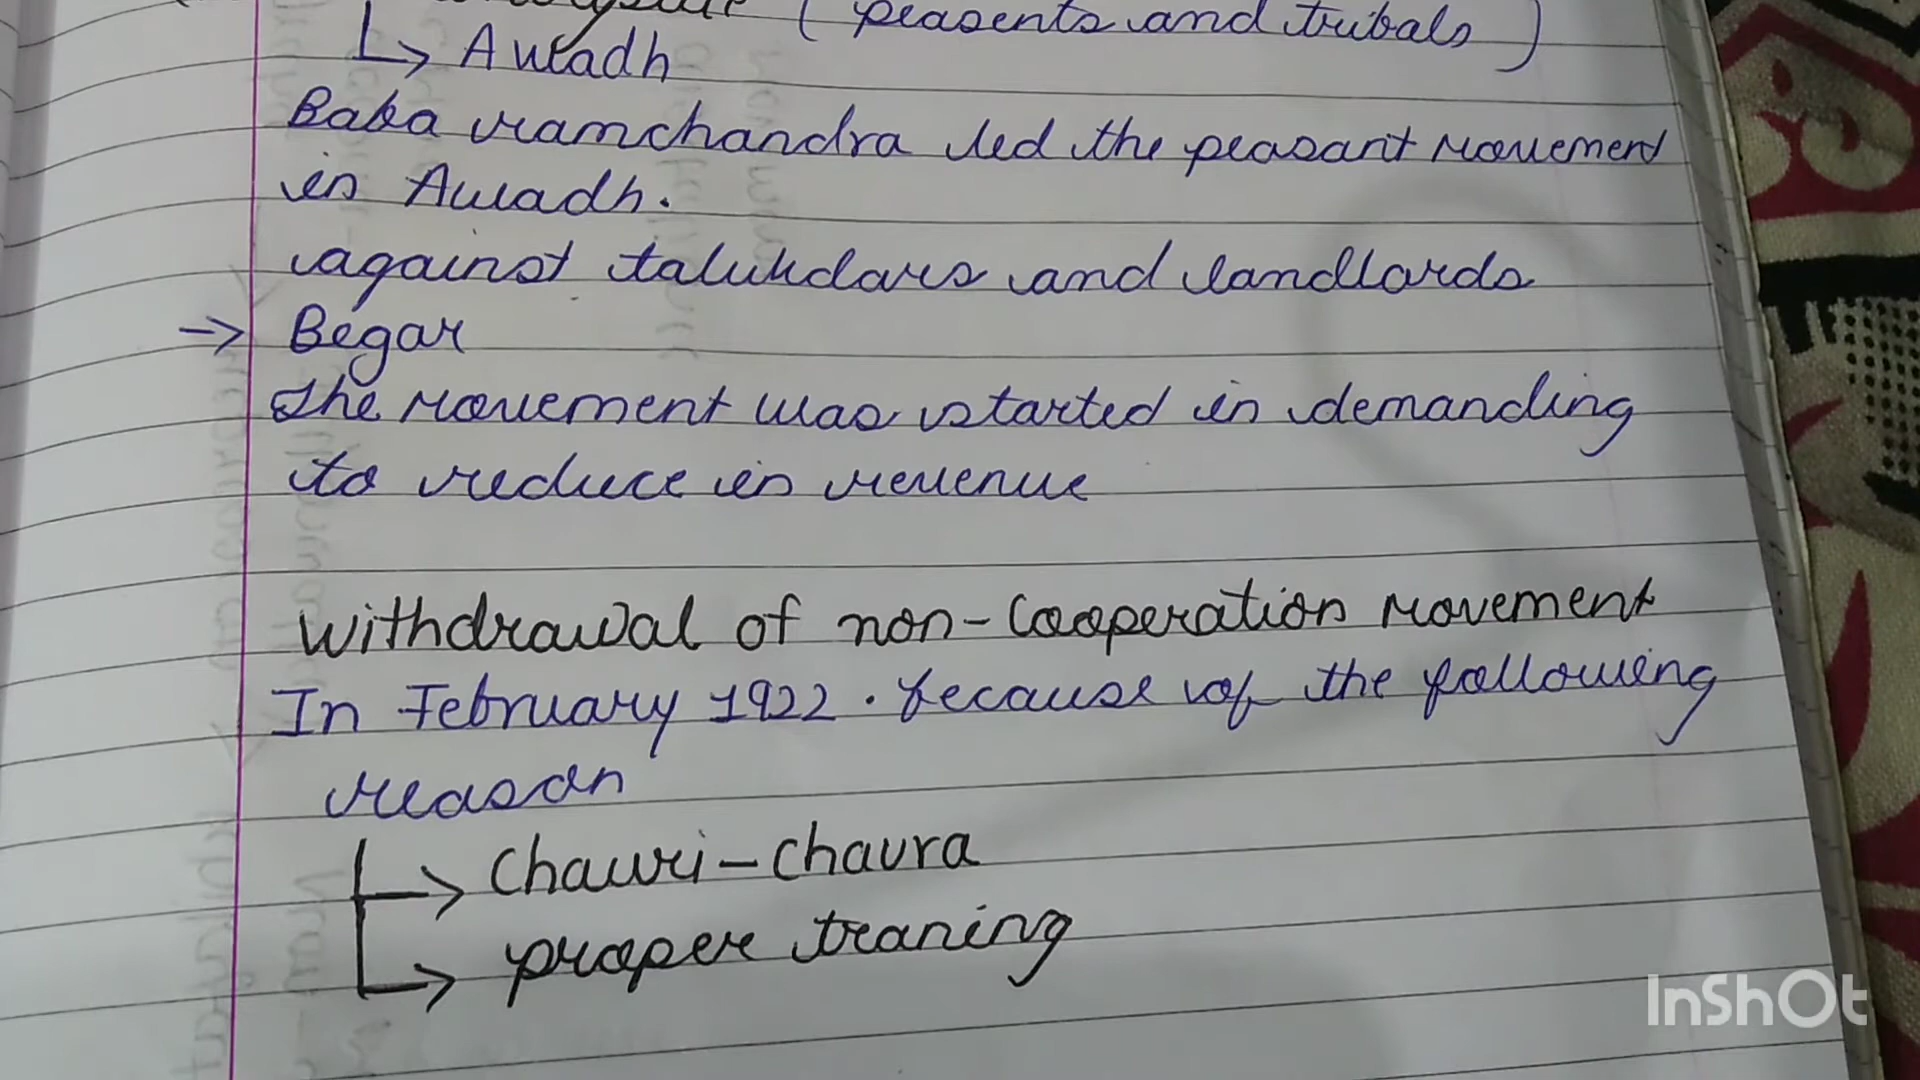 ( peasents and tribals )
↳ Awadh
Baba ramchandra led the peasant movement
in Awadh.
against talukdars and landlords
→ Begar
The movement was started in demanding
to reduce in revenue
Withdrawal of non-Cooperation movement
In February 1922. because of the following
reason
→ Chauri-Chaura
→ proper traning
InShOt